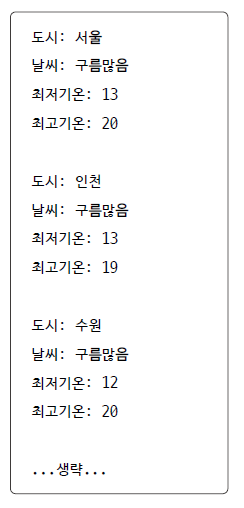 도시: 서울
날씨: 구름많음
최저기온: 13
최고기온: 20
도시: 인천
날씨: 구름많음
최저기온: 13
최고기온: 19
도시: 수원
날씨: 구름많음
최저기온: 12
최고기온: 20
...생략...